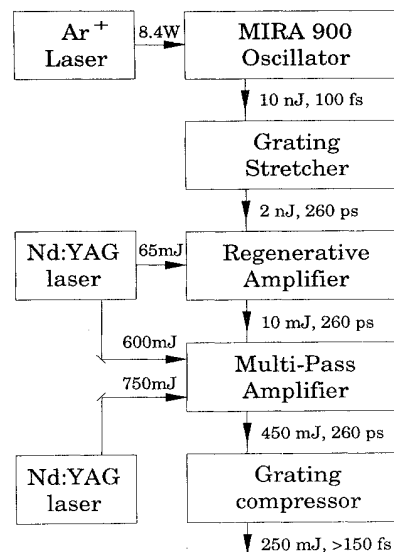 Ar+
Laser
8.4W
MIRA 900
Oscillator
10 nJ, 100 fs
Grating
Stretcher
2 nJ, 260 ps
Nd:YAG
laser
65mJ
Regenerative
Amplifier
10 mJ, 260 ps
600mJ
750mJ
Multi-Pass
Amplifier
450 mJ, 260 ps
Nd:YAG
laser
Grating
compressor
250 mJ, >150 fs